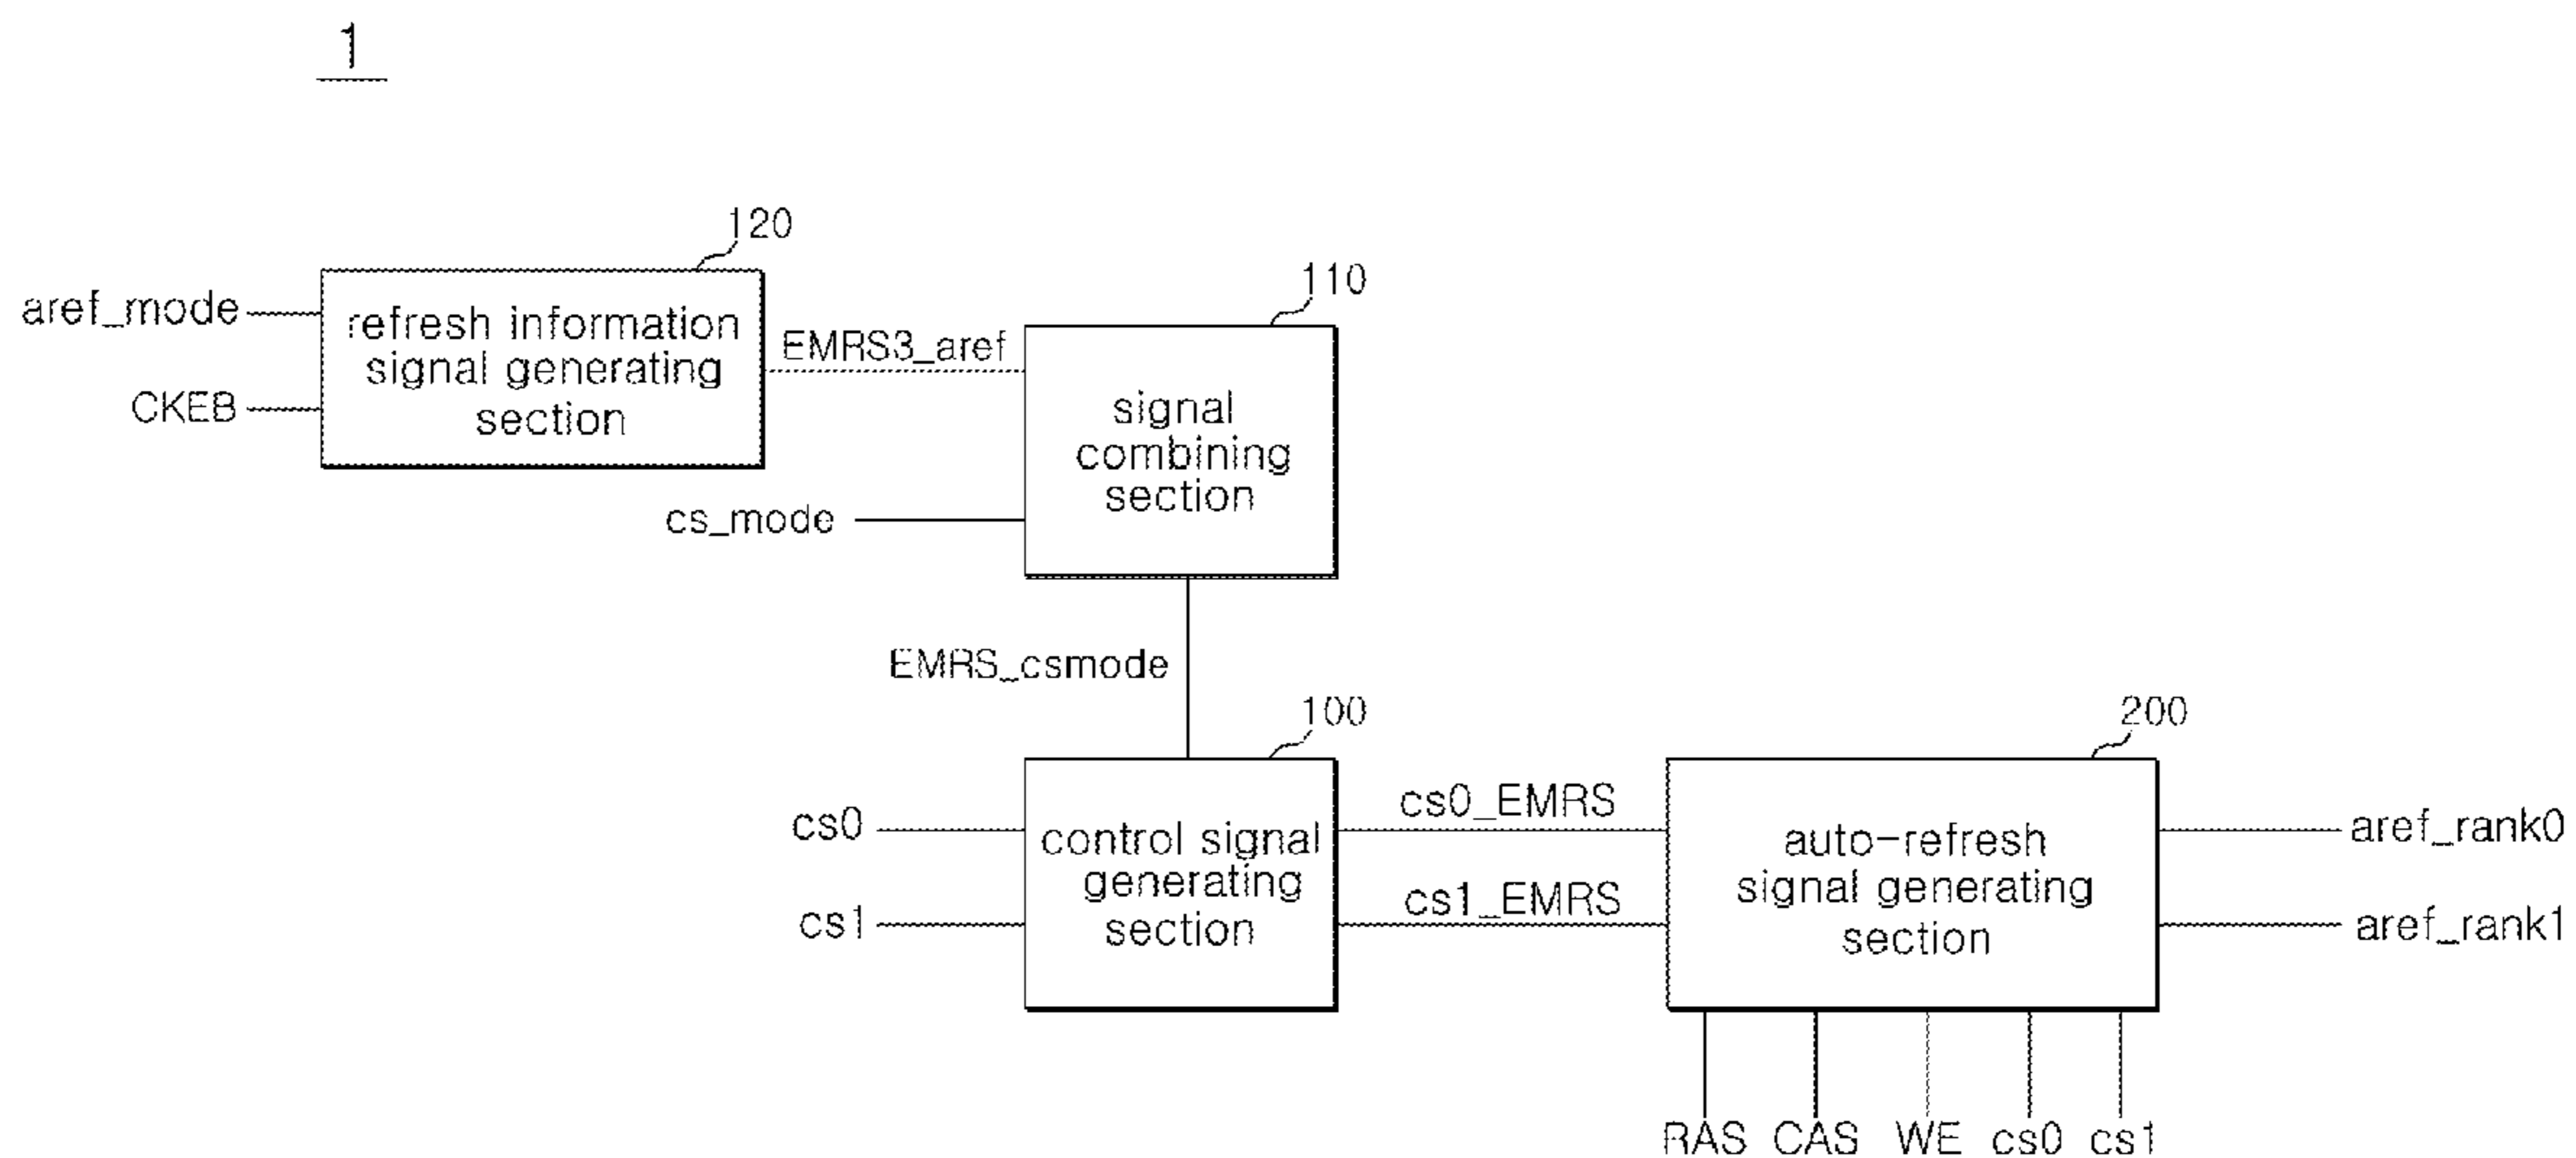 1
120
aref_mode
CKEB
refresh information
signal generating
section
EMRS3_aref
110
signal
combining
section
cs_mode
EMRS_csmode
100
cs0
cs1
control signal
generating
section
cs0_EMRS
cs1_EMRS
200
auto-refresh
signal generating
section
aref_rank0
aref_rank1
RAS CAS WE cs0 cs1